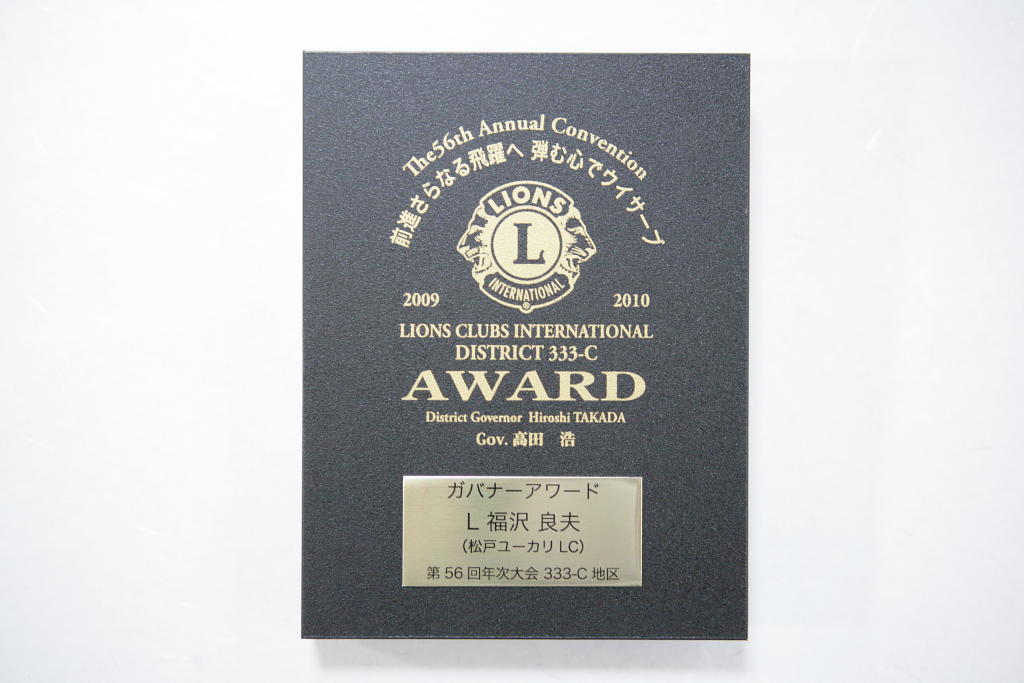 The56th Annual Convention
前進さらなる飛躍へ 弾む心でウイサーブ
LIONS
L
INTERNATIONAL
®
2009 2010
LIONS CLUBS INTERNATIONAL
DISTRICT 333-C
AWARD
District Governor Hiroshi TAKADA
Gov. 髙田 浩
ガバナーアワード
L 福沢 良夫
(松戸ユーカリ LC)
第 56 回年次大会 333-C 地区